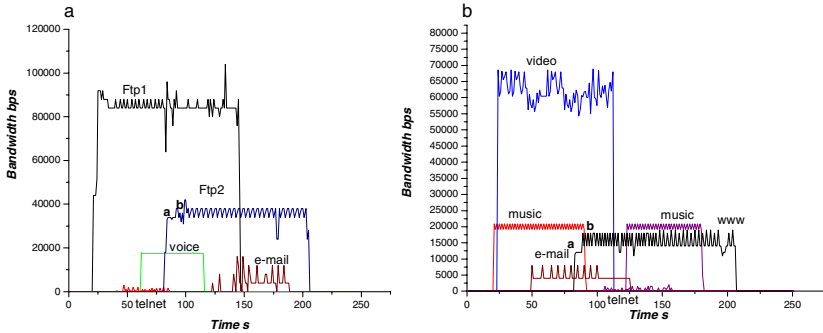 a
120000
100000
80000
60000
40000
20000
0
Bandwidth bps
Ftp1
Ftp2
a
b
voice
e-mail
telnet
0
50
100
150
200
250
Time s
b
80000
75000
70000
65000
60000
55000
50000
45000
40000
35000
30000
25000
20000
15000
10000
5000
0
Bandwidth bps
video
music
b
music
www
a
e-mail
telnet
0
50
100
150
200
250
Time s